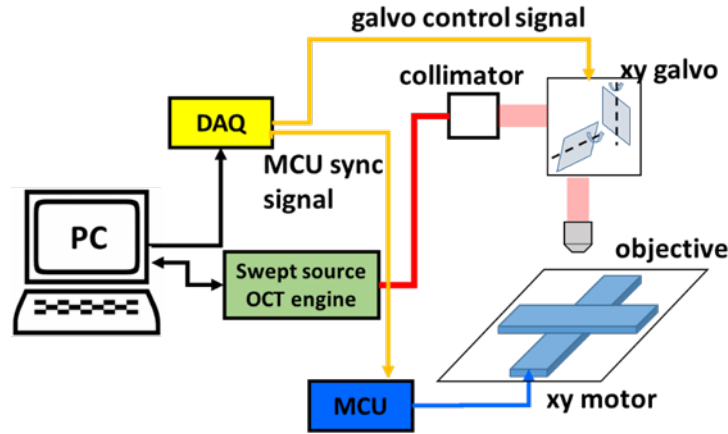 galvo control signal
xy galvo
collimator
DAQ
MCU sync
signal
PC
Swept source
OCT engine
objective
MCU
xy motor